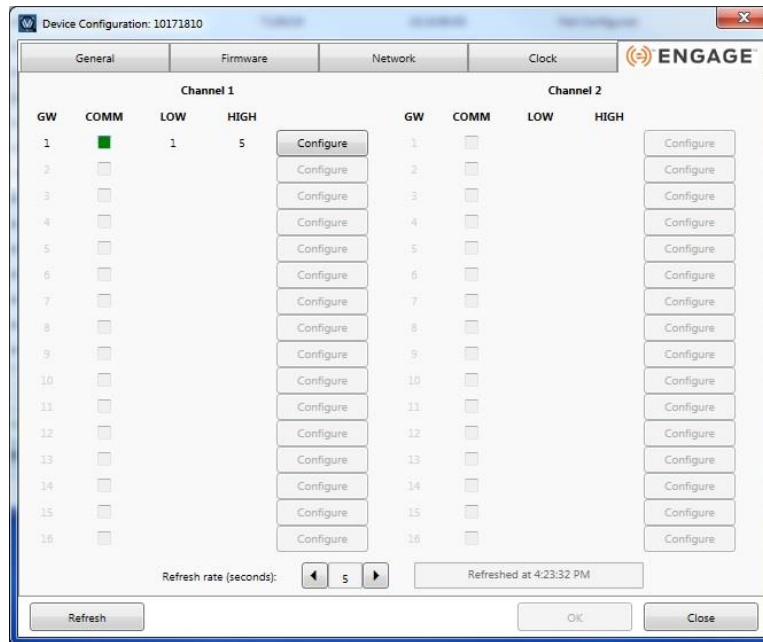 Device Configuration: 10171810
General Firmware Network Clock ENGAGE
Channel 1 Channel 2
GW COMM LOW HIGH GW COMM LOW HIGH
1 1 5 Configure 1 Configure
2 Configure 2 Configure
3 Configure 3 Configure
4 Configure 4 Configure
5 Configure 5 Configure
6 Configure 6 Configure
7 Configure 7 Configure
8 Configure 8 Configure
9 Configure 9 Configure
10 Configure 10 Configure
11 Configure 11 Configure
12 Configure 12 Configure
13 Configure 13 Configure
14 Configure 14 Configure
15 Configure 15 Configure
16 Configure 16 Configure
Refresh rate (seconds): 5 Refreshed at 4:23:32 PM
Refresh OK Close